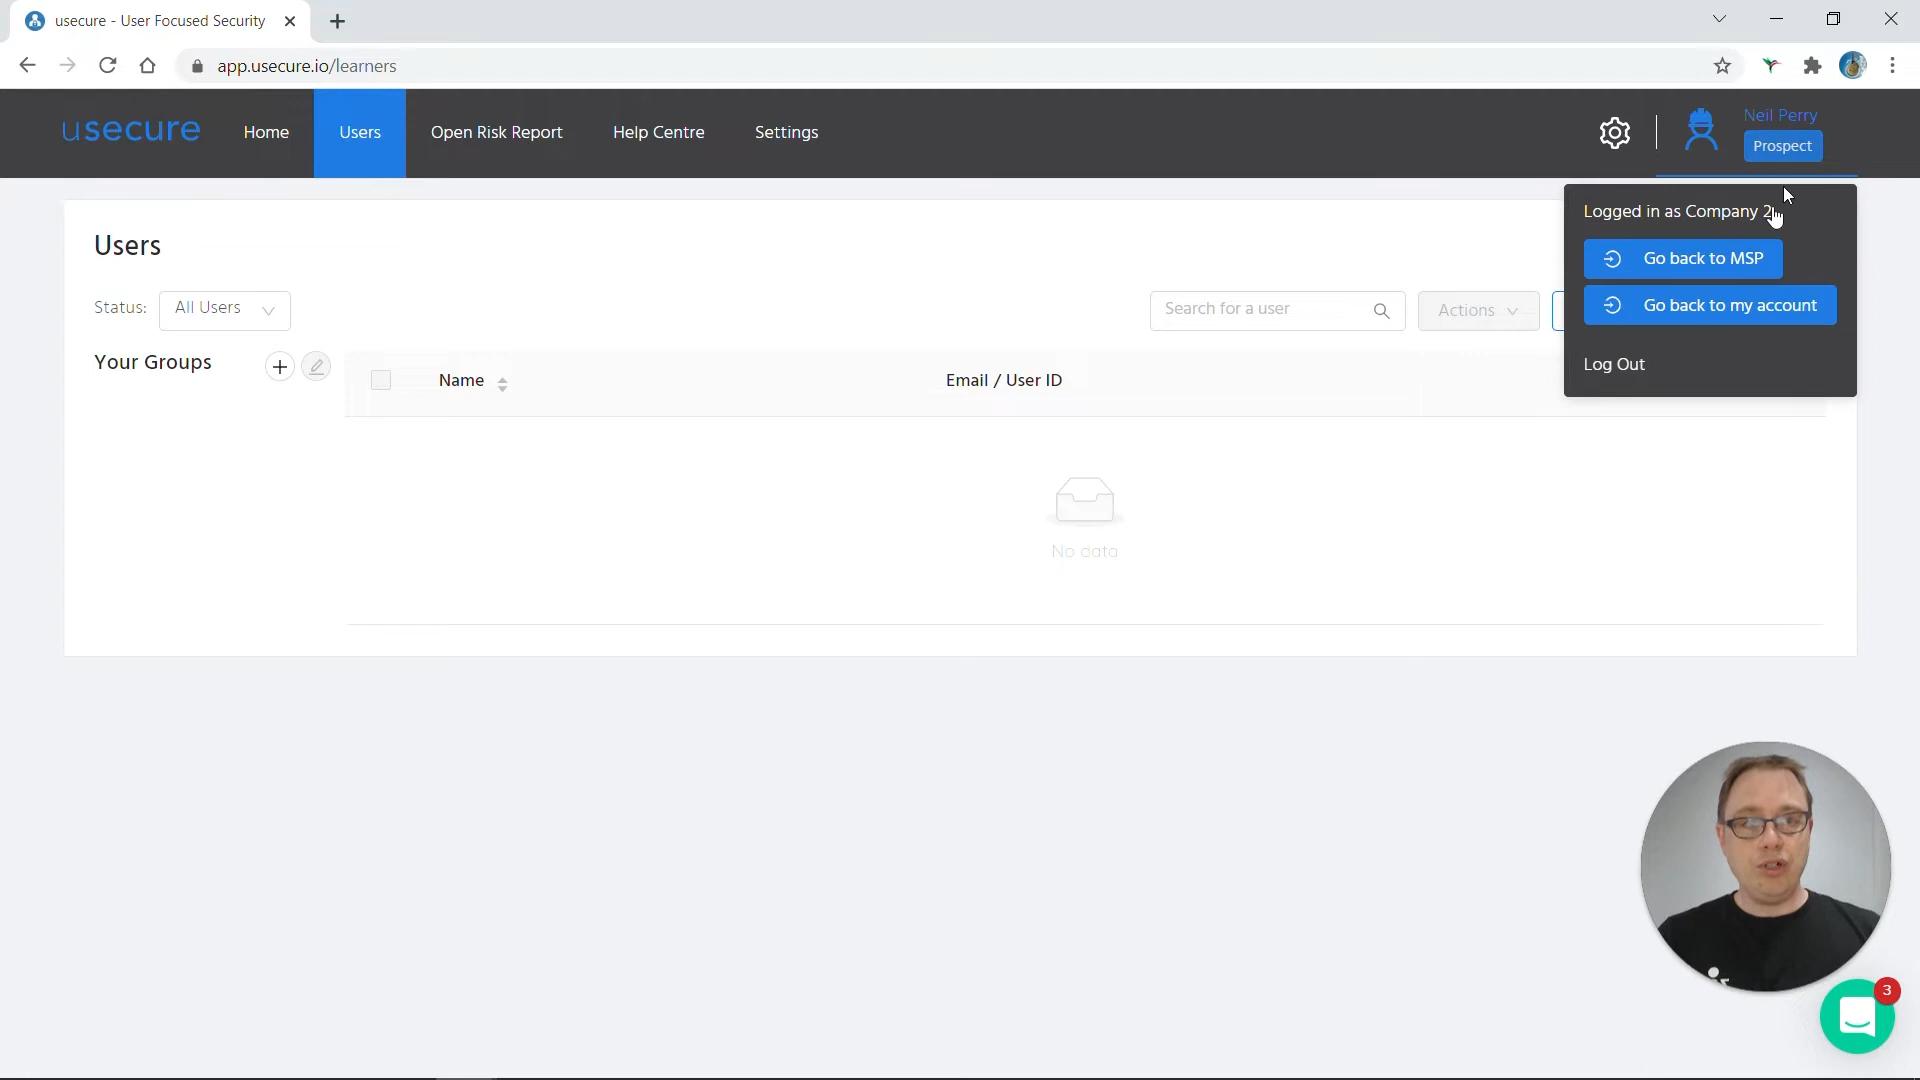 usecure - User Focused Security
app.usecure.io/learners
usecure
Home
Users
Open Risk Report
Help Centre
Settings
Neil Perry
Prospect
Logged in as Company 2
Go back to MSP
Go back to my account
Log Out
Users
Status:
All Users
Search for a user
Actions
Your Groups
Name
Email / User ID
No data
3